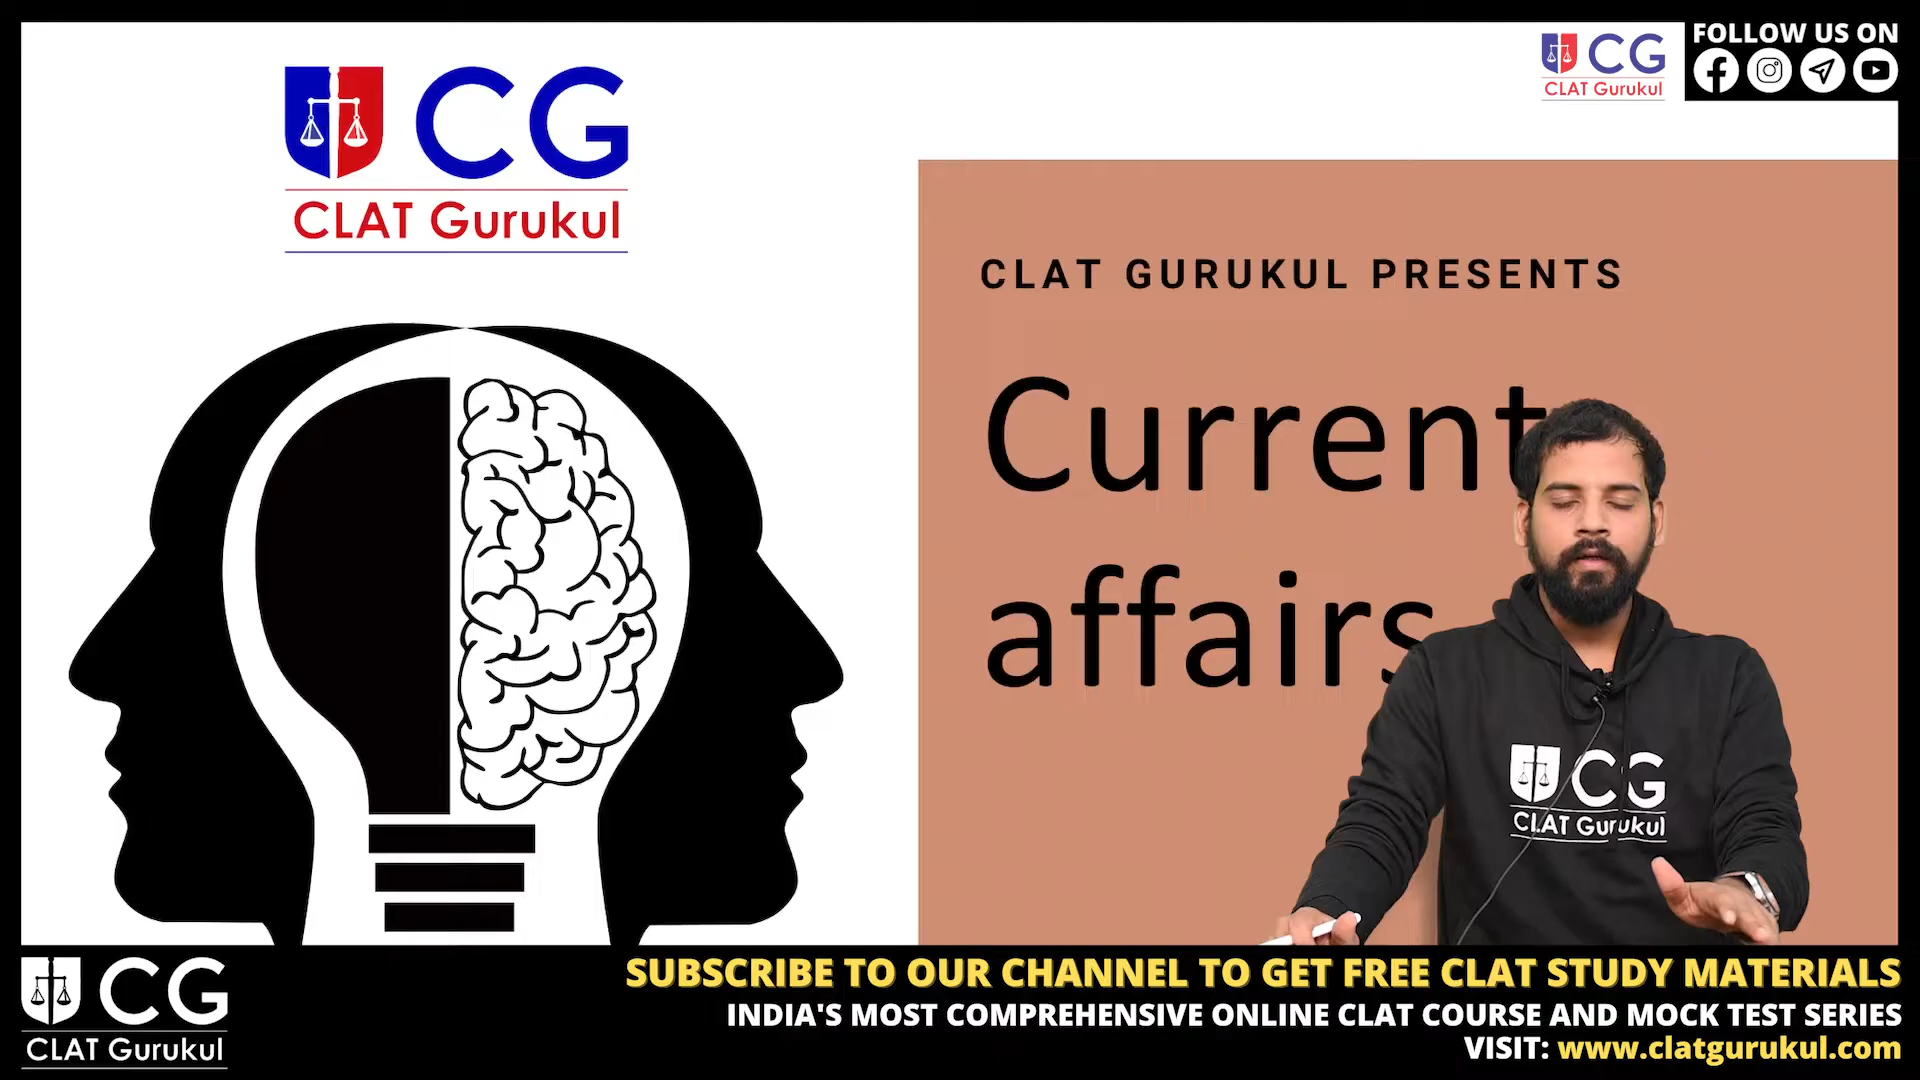 CG
CLAT Gurukul
CG
CLAT Gurukul
FOLLOW US ON
CLAT GURUKUL PRESENTS
Current
affairs
CG
CLAT Gurukul
CG
CLAT Gurukul
SUBSCRIBE TO OUR CHANNEL TO GET FREE CLAT STUDY MATERIALS
INDIA'S MOST COMPREHENSIVE ONLINE CLAT COURSE AND MOCK TEST SERIES
VISIT: www.clatgurukul.com